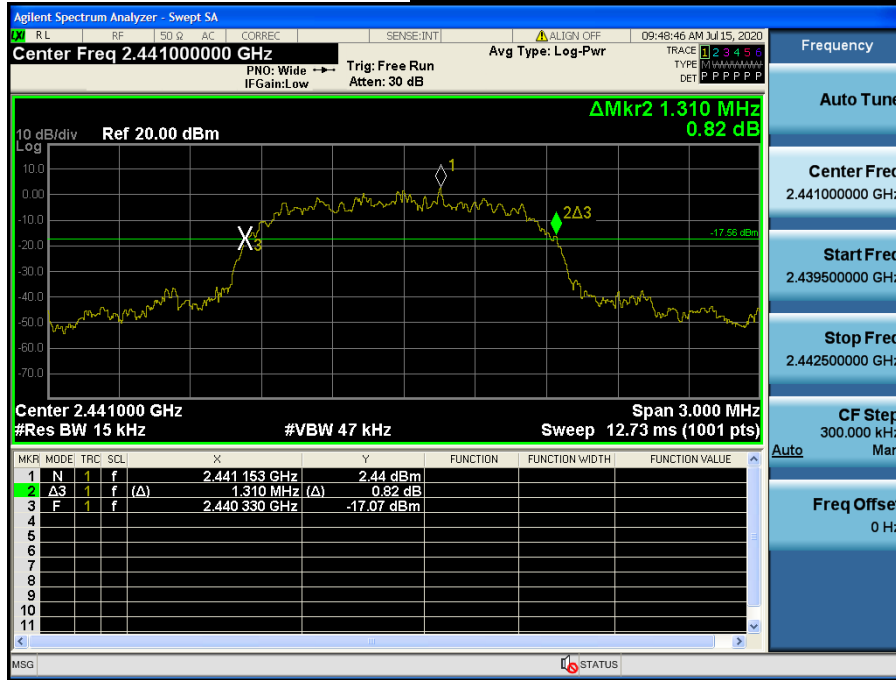 Agilent Spectrum Analyzer - Swept SA
LXI RL RF 50 Ω AC CORREC SENSE:INT ALIGN OFF 09:48:46 AM Jul 15, 2020
Center Freq 2.441000000 GHz
PNO: Wide
IFGain:Low
Trig: Free Run
Atten: 30 dB
Avg Type: Log-Pwr
TRACE 1 2 3 4 5 6
TYPE MWWWWW
DET P P P P P P
ΔMkr2 1.310 MHz
0.82 dB
10 dB/div
Log
Ref 20.00 dBm
10.0
0.00
-10.0
-20.0
-30.0
-40.0
-50.0
-60.0
-70.0
1
2Δ3
3
-17.56 dBm
Center 2.441000 GHz Span 3.000 MHz
#Res BW 15 kHz #VBW 47 kHz Sweep 12.73 ms (1001 pts)
MKR MODE TRC SCL X Y FUNCTION FUNCTION WIDTH FUNCTION VALUE
1 N 1 f 2.441 153 GHz 2.44 dBm
2 Δ3 1 f (Δ) 1.310 MHz (Δ) 0.82 dB
3 F 1 f 2.440 330 GHz -17.07 dBm
4
5
6
7
8
9
10
11
MSG STATUS
Frequency
Auto Tune
Center Freq
2.441000000 GHz
Start Freq
2.439500000 GHz
Stop Freq
2.442500000 GHz
CF Step
300.000 kHz
Auto Man
Freq Offset
0 Hz